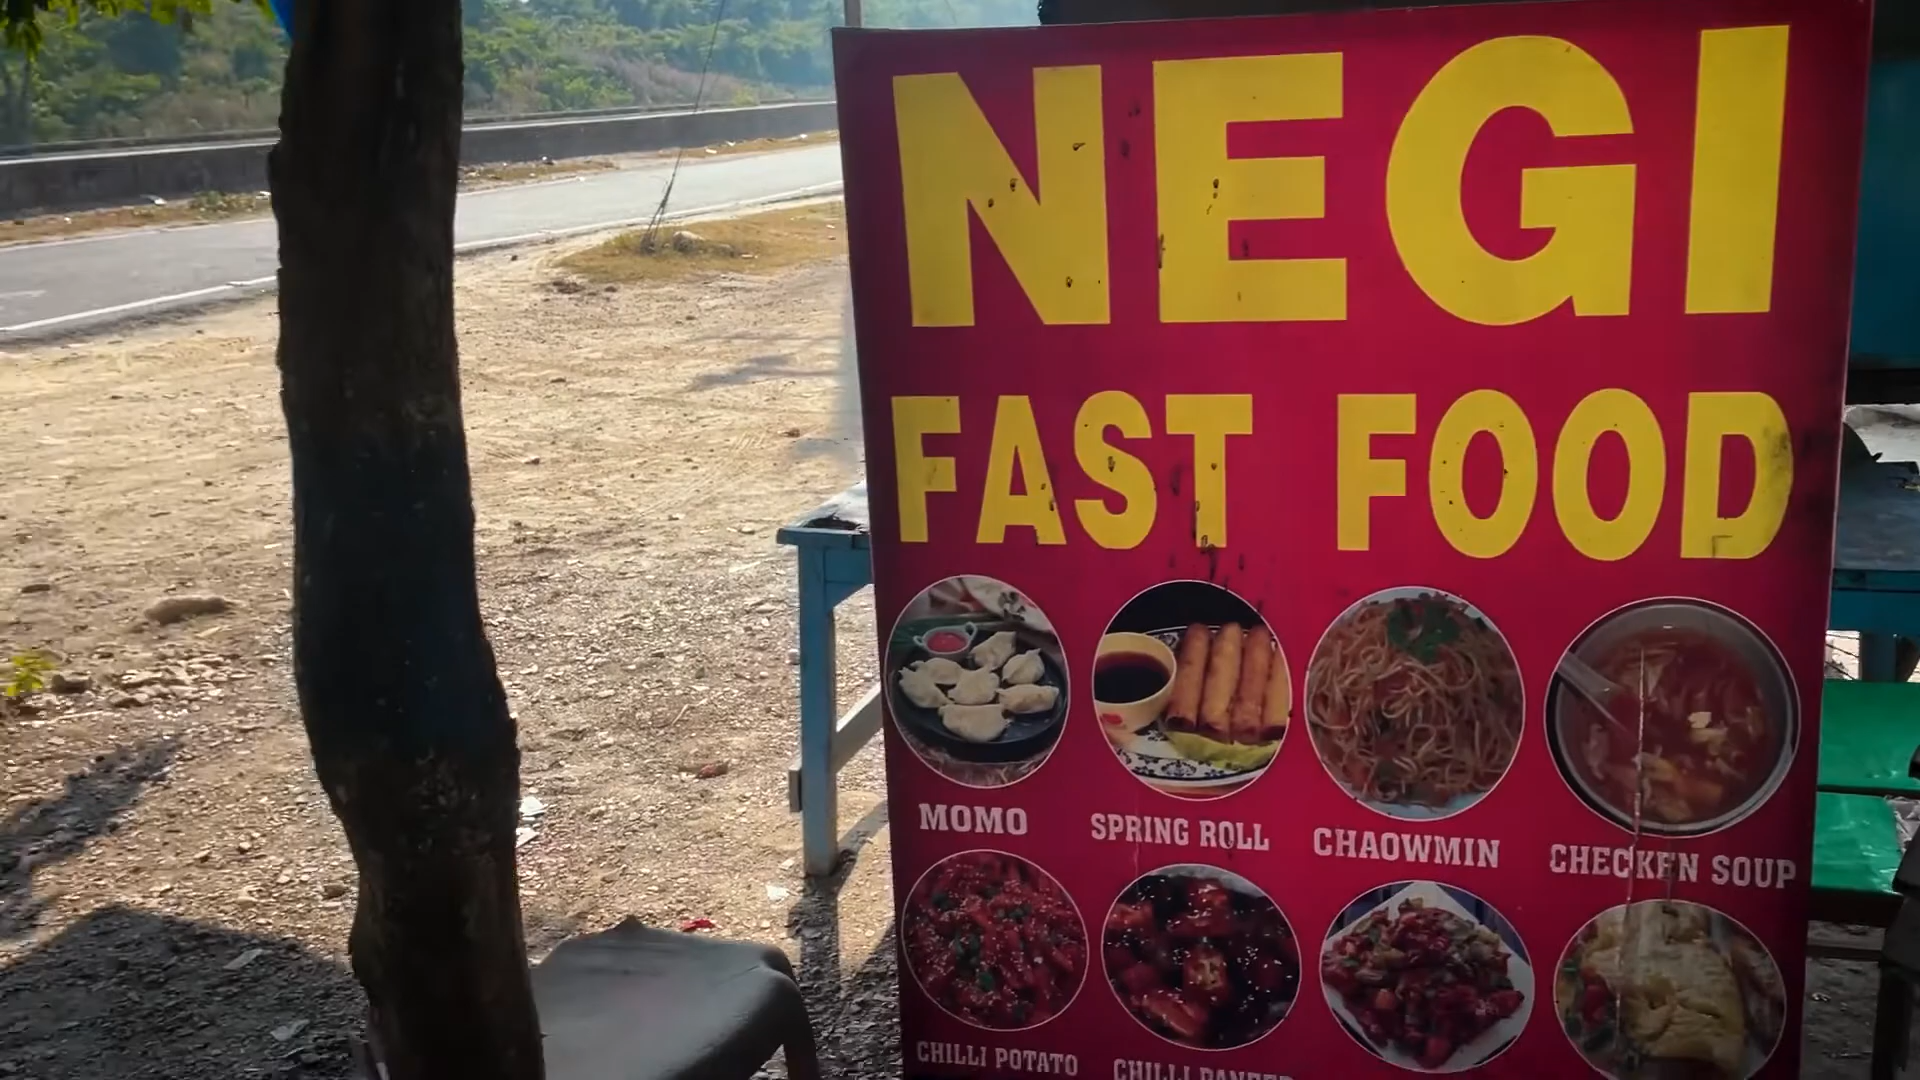 NEGI
FAST FOOD
MOMO
SPRING ROLL
CHAOWMIN
CHECKEN SOUP
CHILLI POTATO
CHILLI PANEER